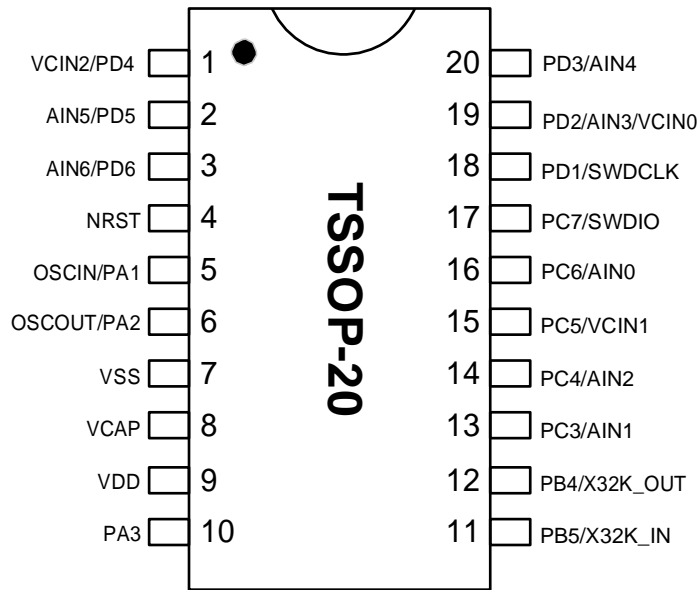 VCIN2/PD4 1 20 PD3/AIN4
AIN5/PD5 2 19 PD2/AIN3/VCIN0
AIN6/PD6 3 18 PD1/SWDCLK
NRST 4 17 PC7/SWDIO
OSCIN/PA1 5 16 PC6/AIN0
OSCOUT/PA2 6 15 PC5/VCIN1
VSS 7 14 PC4/AIN2
VCAP 8 13 PC3/AIN1
VDD 9 12 PB4/X32K_OUT
PA3 10 11 PB5/X32K_IN
TSSOP-20